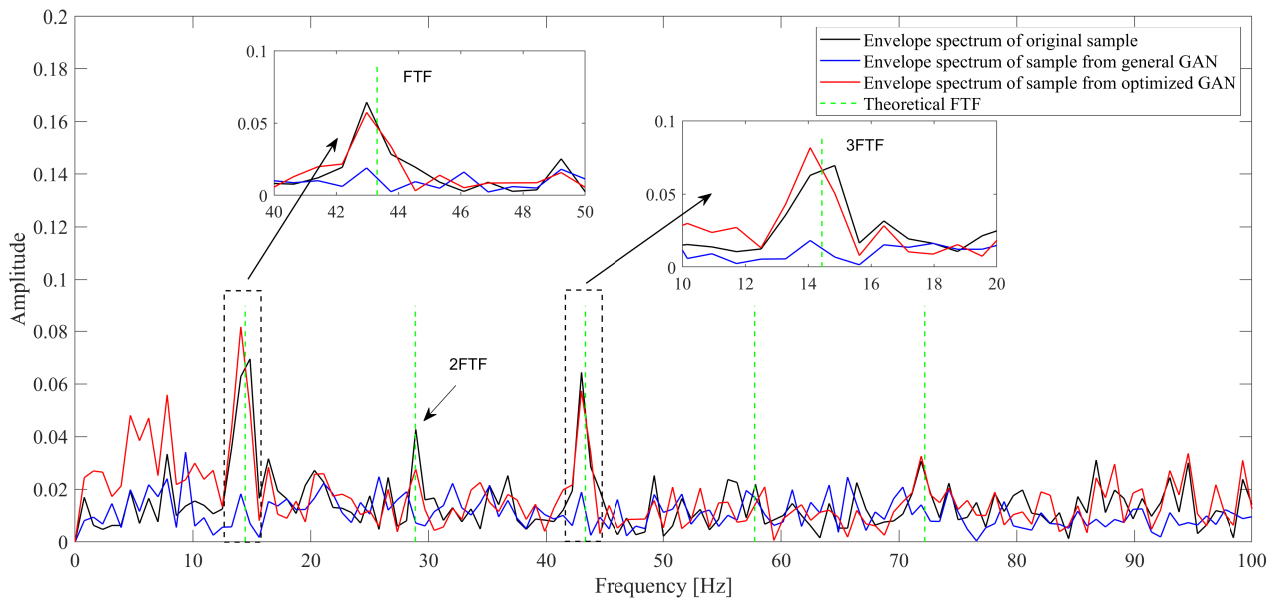 0.2
0.18
0.16
0.14
0.12
0.1
0.08
0.06
0.04
0.02
0
Amplitude
0 10 20 30 40 50 60 70 80 90 100
Frequency [Hz]
Envelope spectrum of original sample
Envelope spectrum of sample from general GAN
Envelope spectrum of sample from optimized GAN
Theoretical FTF
0.1
0.05
0
40 42 44 46 48 50
FTF
0.1
0.05
0
10 12 14 16 18 20
3FTF
2FTF